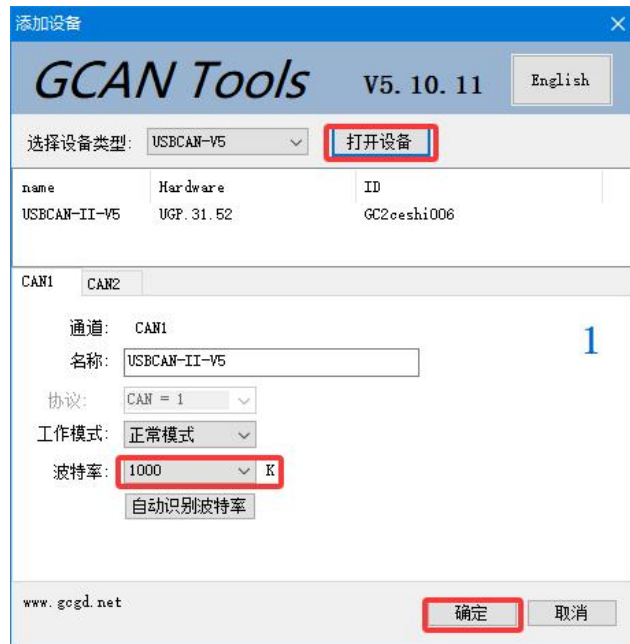 添加设备
GCAN Tools V5.10.11 English
选择设备类型: USBCAN-V5 打开设备
name Hardware ID
USBCAN-II-V5 UGP.31.52 GC2ceshi006
CAN1 CAN2
通道: CAN1
1
名称: USBCAN-II-V5
协议: CAN = 1
工作模式: 正常模式
波特率: 1000 K
自动识别波特率
www.gcgd.net
确定 取消